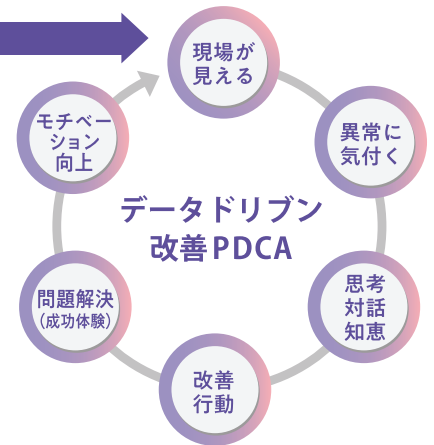 現場が
見える
異常に
気付く
思考
対話
知恵
改善
行動
問題解決
(成功体験)
モチベー
ション
向上
データドリブン
改善PDCA